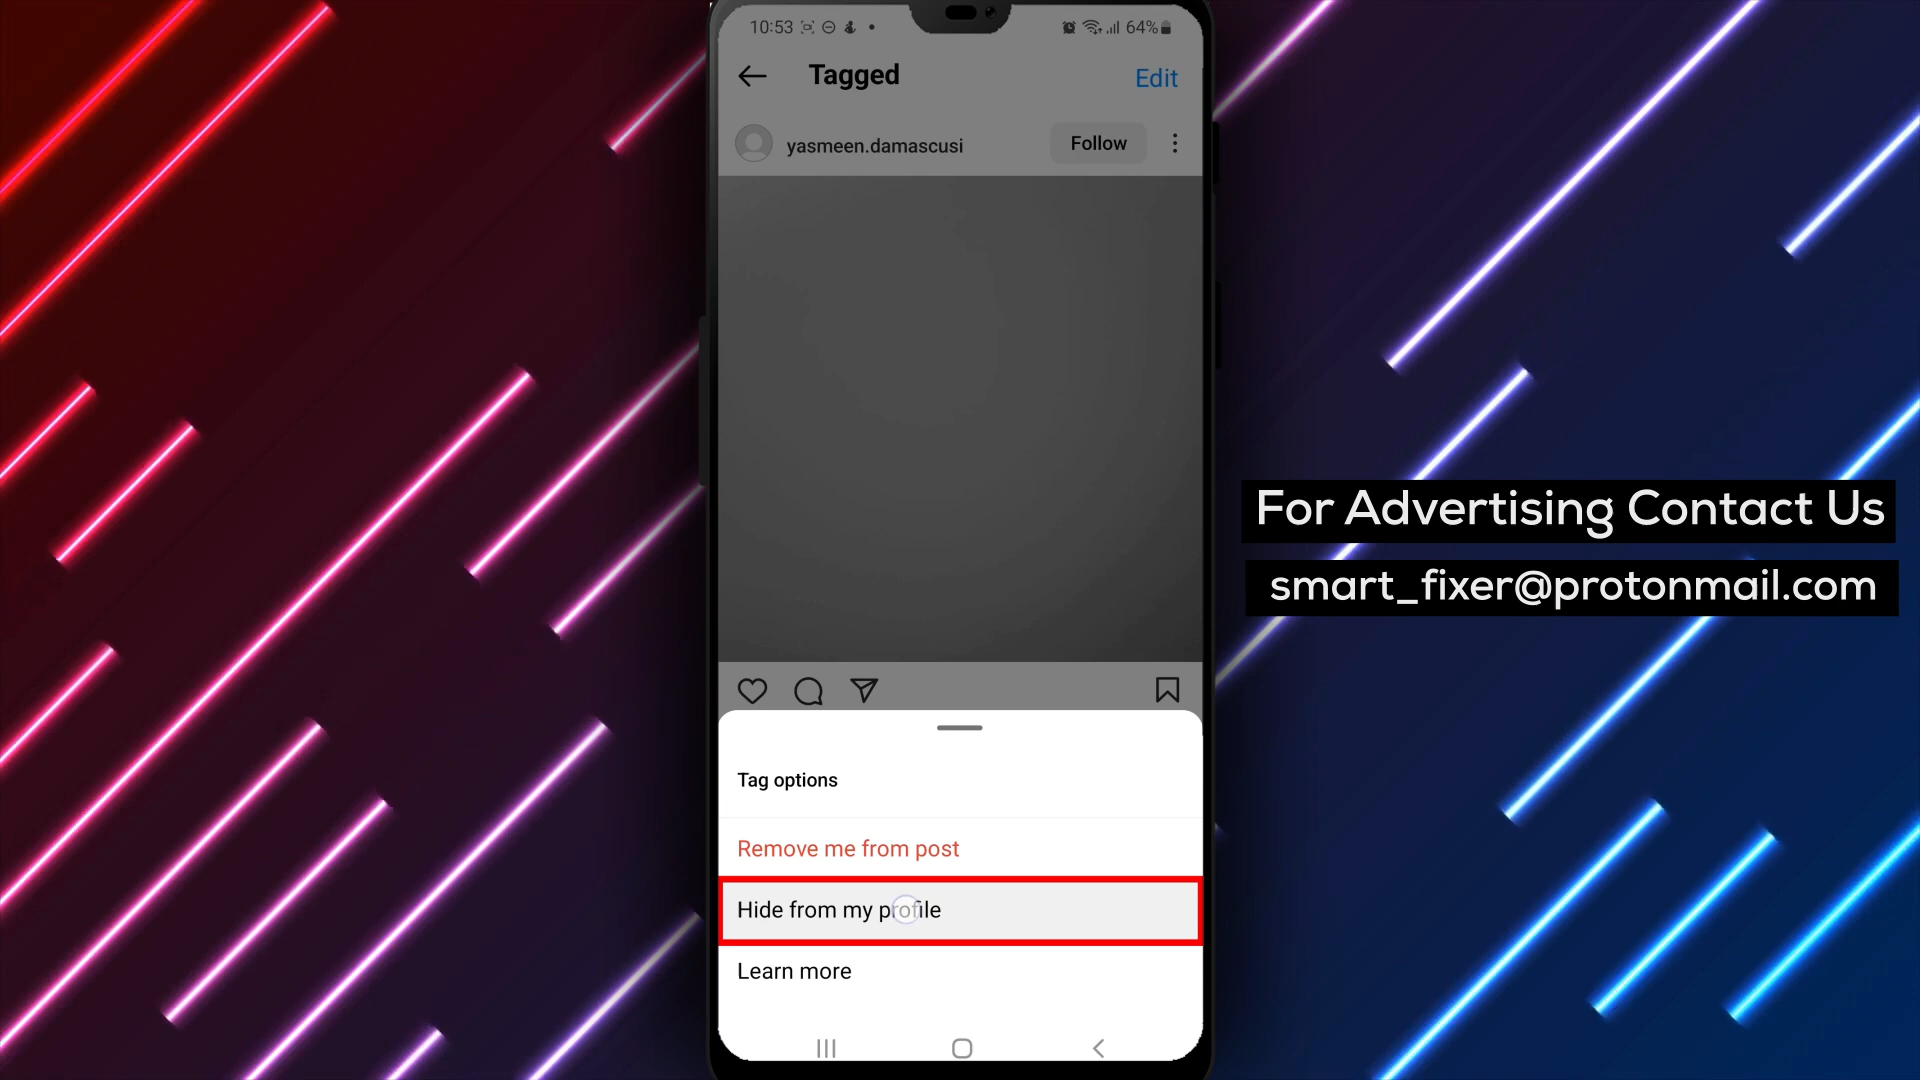 10:53
64%
Tagged
Edit
yasmeen.damascusi
Follow
For Advertising Contact Us
smart_fixer@protonmail.com
Tag options
Remove me from post
Hide from my profile
Learn more